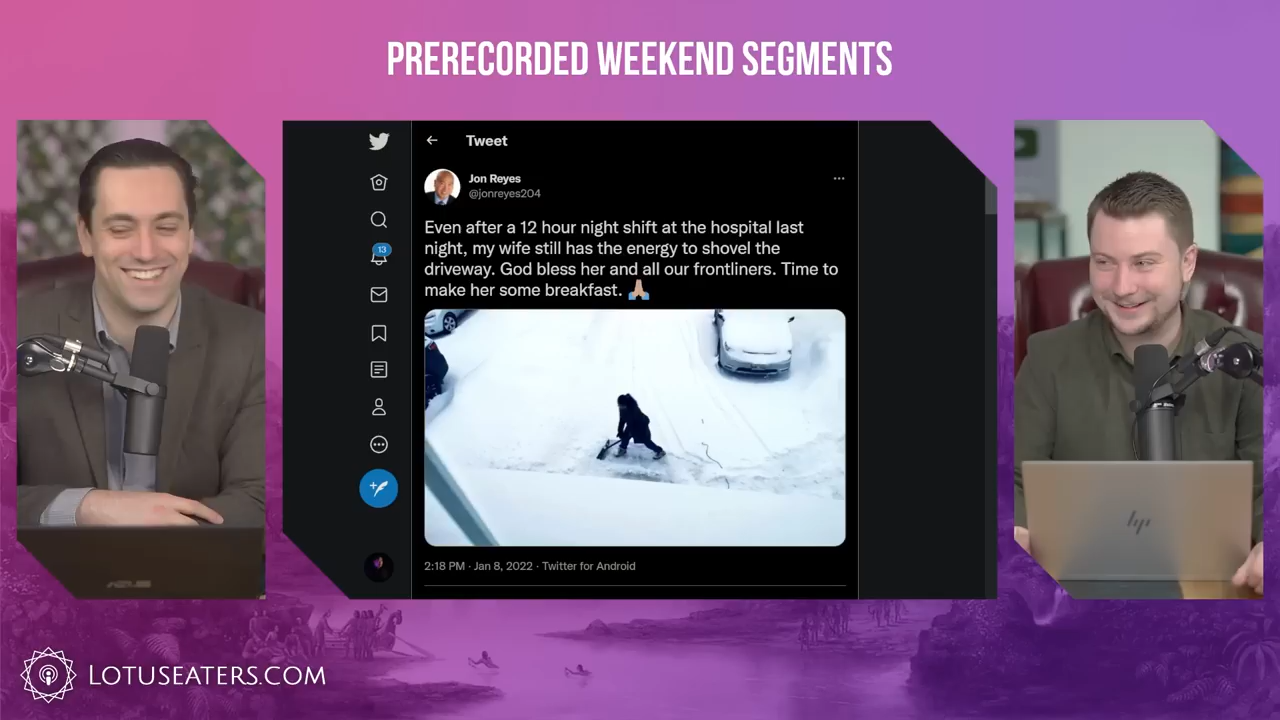 PRERECORDED WEEKEND SEGMENTS
Tweet
Jon Reyes
@jonreyes204
13
Even after a 12 hour night shift at the hospital last
night, my wife still has the energy to shovel the
driveway. God bless her and all our frontliners. Time to
make her some breakfast. 🙏🏼
2:18 PM · Jan 8, 2022 · Twitter for Android
ASUS
hp
LOTUSEATERS.COM